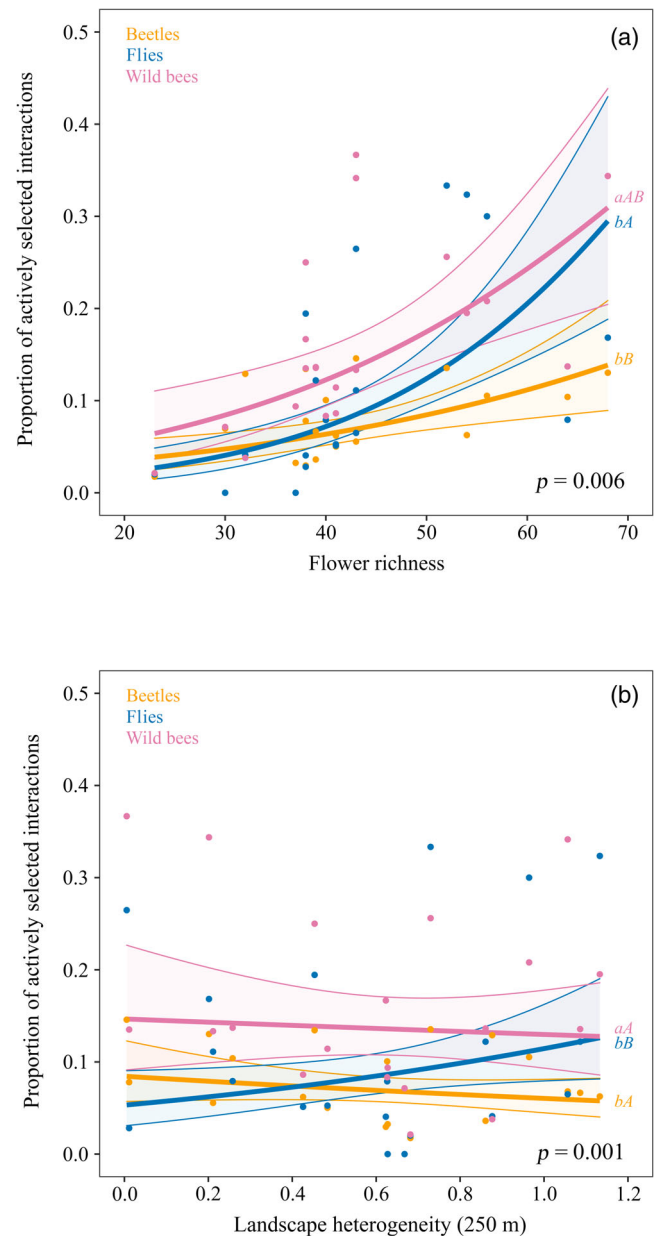 (a)
Beetles
Flies
Wild bees
Proportion of actively selected interactions
0.5
0.4
0.3
0.2
0.1
0.0
aAB
bA
bB
p = 0.006
20 30 40 50 60 70
Flower richness
(b)
Beetles
Flies
Wild bees
Proportion of actively selected interactions
0.5
0.4
0.3
0.2
0.1
0.0
aA
bB
bA
p = 0.001
0.0 0.2 0.4 0.6 0.8 1.0 1.2
Landscape heterogeneity (250 m)